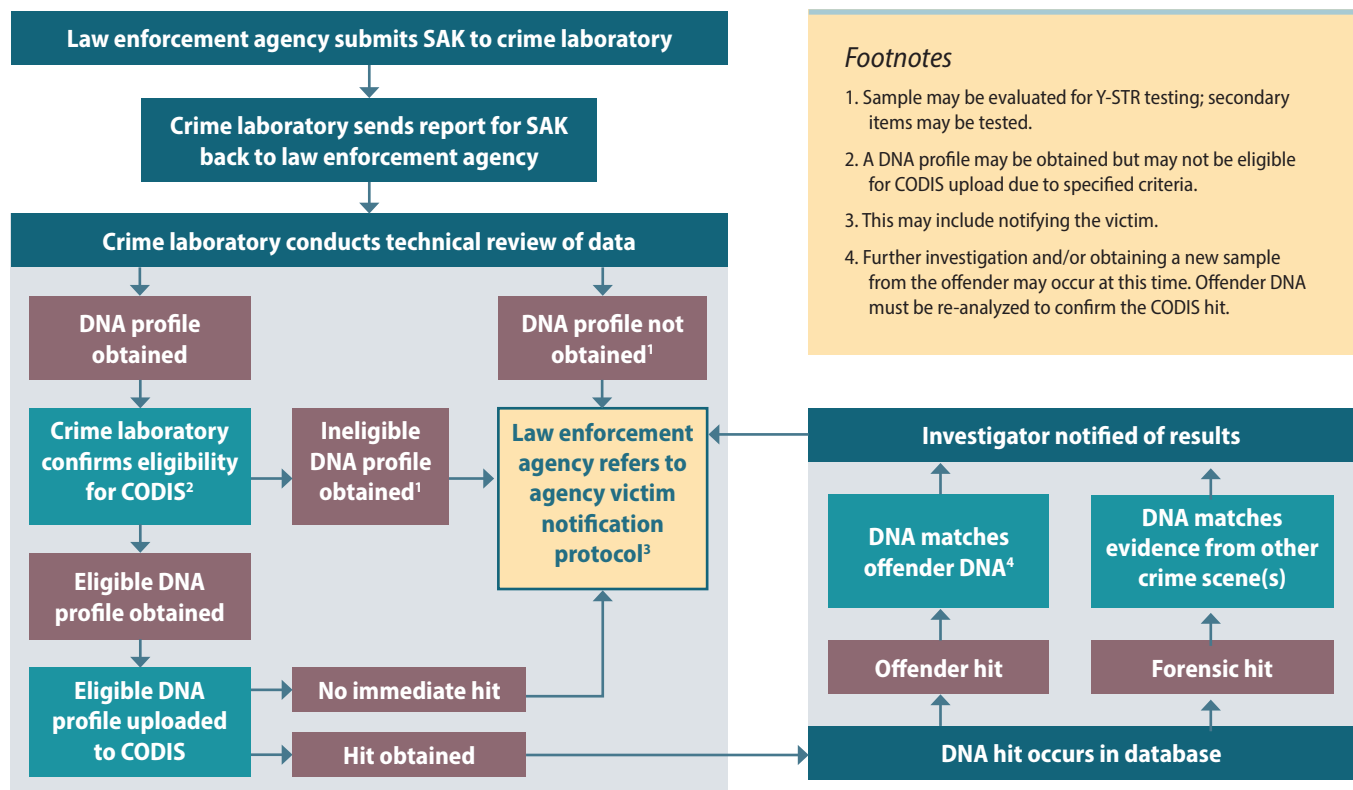 Law enforcement agency submits SAK to crime laboratory
Crime laboratory sends report for SAK
back to law enforcement agency
Crime laboratory conducts technical review of data
DNA profile
obtained
DNA profile not
obtained¹
Crime laboratory
confirms eligibility
for CODIS²
Ineligible
DNA profile
obtained¹
Law enforcement
agency refers to
agency victim
notification
protocol³
Eligible DNA
profile obtained
Eligible DNA
profile uploaded
to CODIS
No immediate hit
Hit obtained
Footnotes
1. Sample may be evaluated for Y-STR testing; secondary
items may be tested.
2. A DNA profile may be obtained but may not be eligible
for CODIS upload due to specified criteria.
3. This may include notifying the victim.
4. Further investigation and/or obtaining a new sample
from the offender may occur at this time. Offender DNA
must be re-analyzed to confirm the CODIS hit.
Investigator notified of results
DNA matches
offender DNA⁴
DNA matches
evidence from other
crime scene(s)
Offender hit
Forensic hit
DNA hit occurs in database